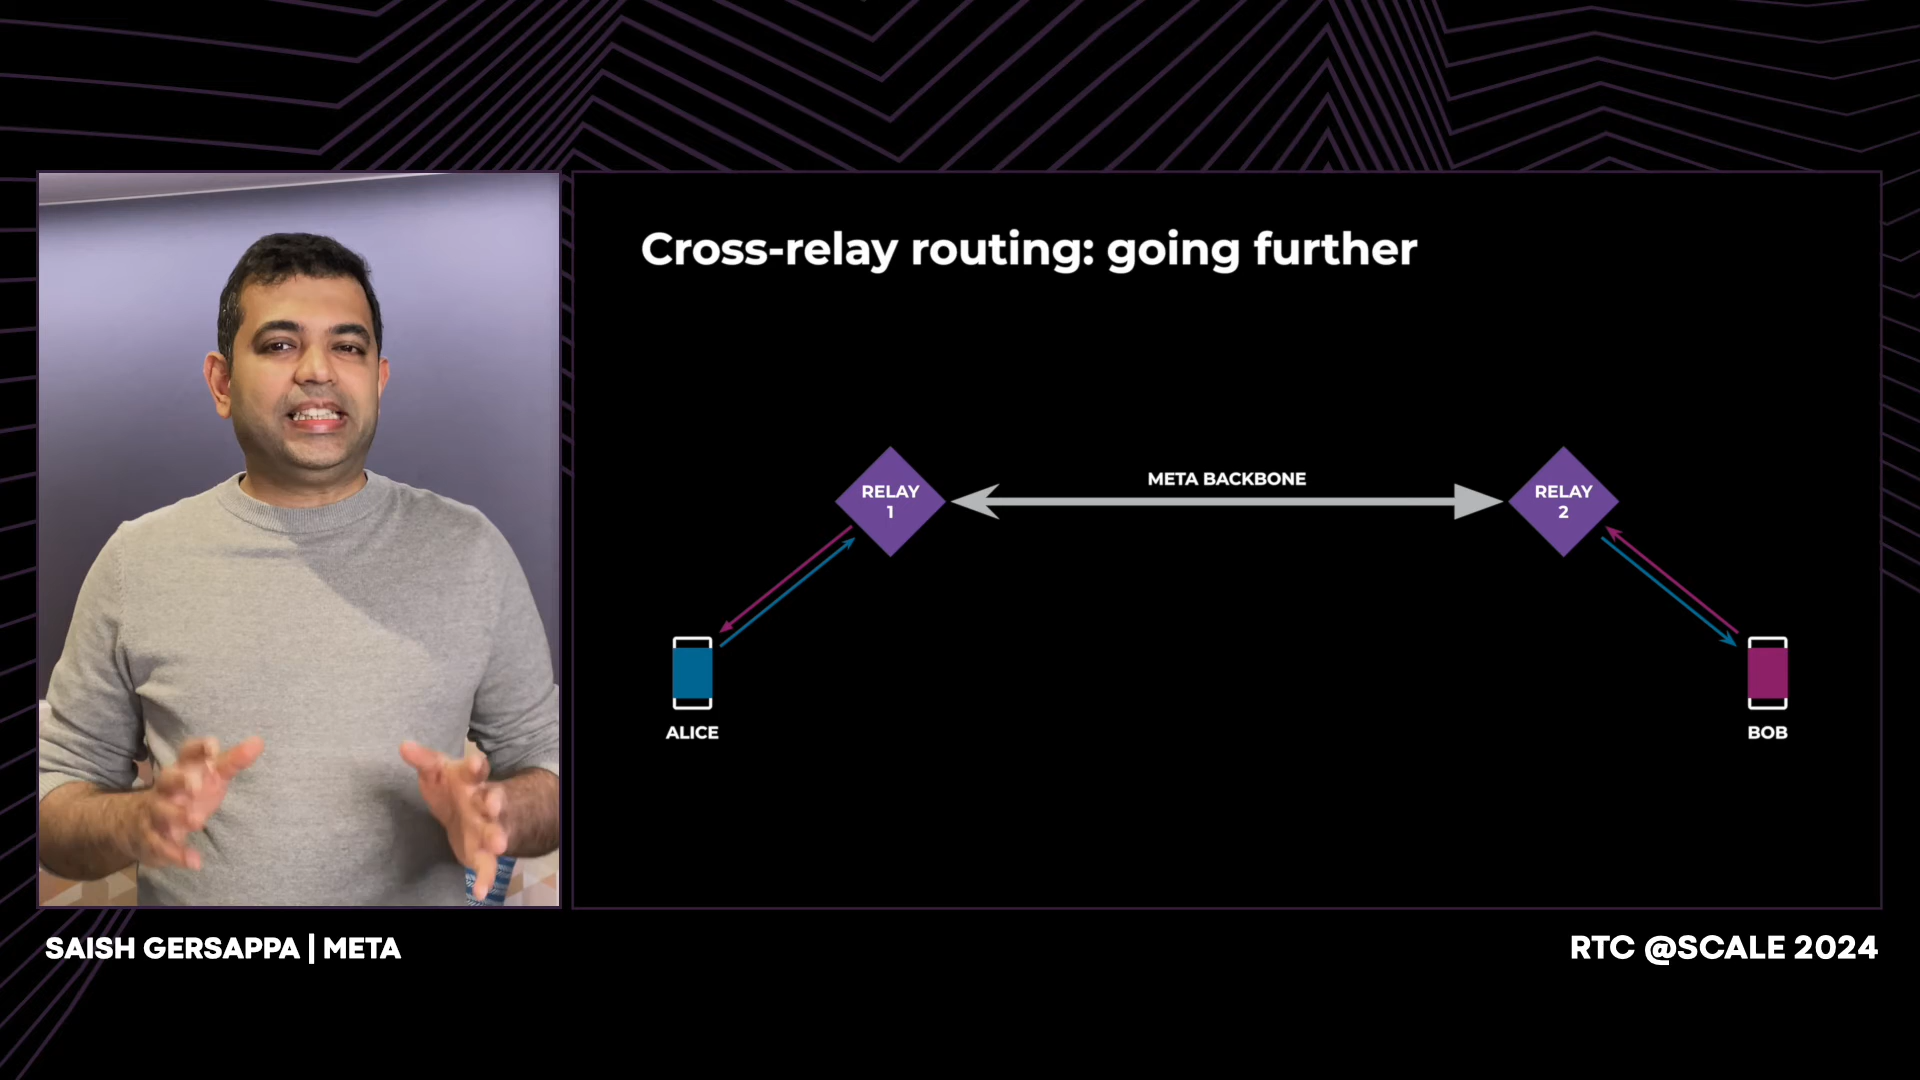 Cross-relay routing: going further
META BACKBONE
RELAY
1
RELAY
2
ALICE
BOB
SAISH GERSAPPA | META
RTC @SCALE 2024